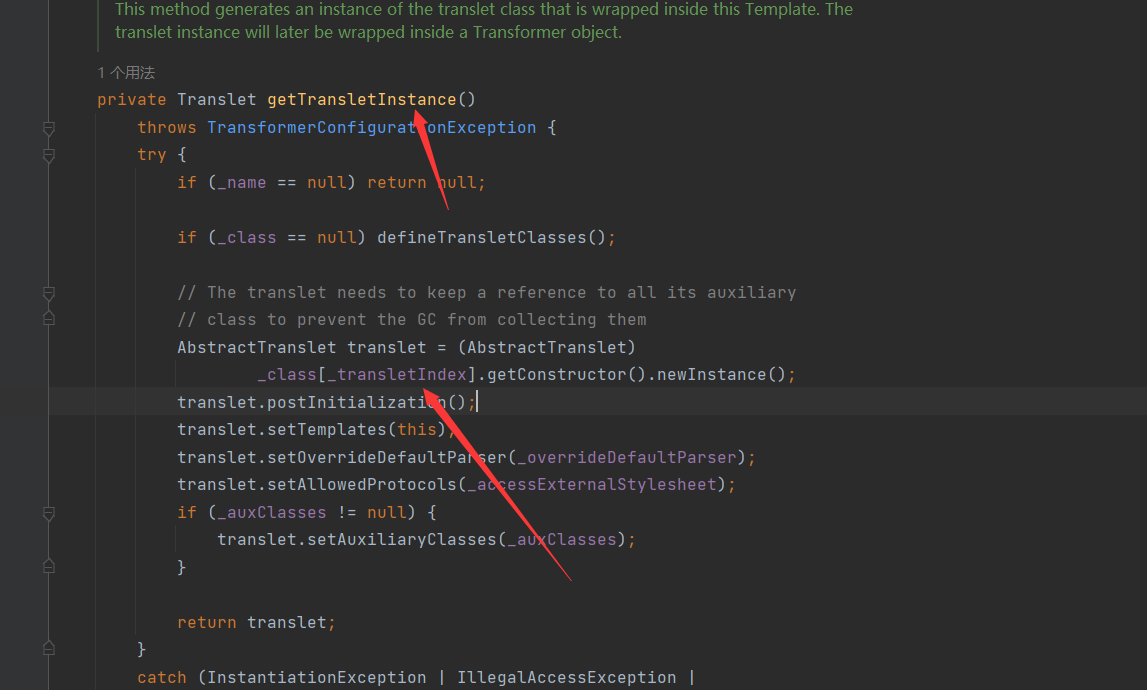 This method generates an instance of the translet class that is wrapped inside this Template. The
translet instance will later be wrapped inside a Transformer object.
1 个用法
private Translet getTransletInstance()
throws TransformerConfigurationException {
try {
if (_name == null) return null;
if (_class == null) defineTransletClasses();
// The translet needs to keep a reference to all its auxiliary
// class to prevent the GC from collecting them
AbstractTranslet translet = (AbstractTranslet)
_class[_transletIndex].getConstructor().newInstance();
translet.postInitialization();
translet.setTemplates(this);
translet.setOverrideDefaultParser(_overrideDefaultParser);
translet.setAllowedProtocols(_accessExternalStylesheet);
if (_auxClasses != null) {
translet.setAuxiliaryClasses(_auxClasses);
}
return translet;
}
catch (InstantiationException | IllegalAccessException |